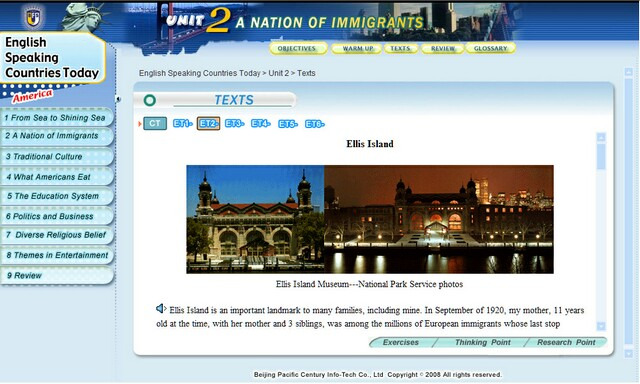 UNIT 2 A NATION OF IMMIGRANTS
English
Speaking
Countries Today
America
OBJECTIVES WARM UP TEXTS REVIEW GLOSSARY
English Speaking Countries Today > Unit 2 > Texts
TEXTS
CT ET1- ET2- ET3- ET4- ET5- ET6-
1 From Sea to Shining Sea
2 A Nation of Immigrants
3 Traditional Culture
4 What Americans Eat
5 The Education System
6 Politics and Business
7 Diverse Religious Belief
8 Themes in Entertainment
9 Review
Ellis Island
Ellis Island Museum---National Park Service photos
Ellis Island is an important landmark to many families, including mine. In September of 1920, my mother, 11 years
old at the time, with her mother and 3 siblings, was among the millions of European immigrants whose last stop
Exercises / Thinking Point / Research Point
Beijing Pacific Century Info-Tech Co., Ltd Copyright © 2008 All rights reserved.